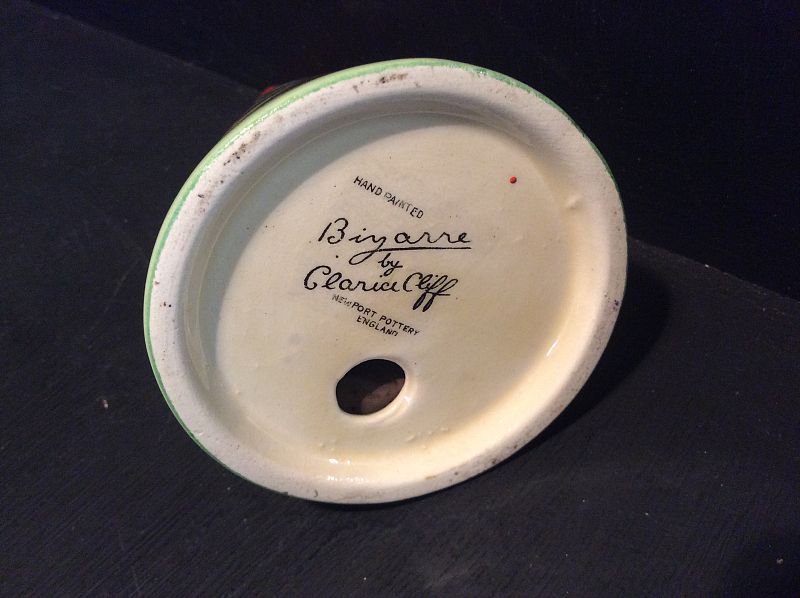 HAND PAINTED
Bizarre
by
Clarice Cliff
NEWPORT POTTERY
ENGLAND